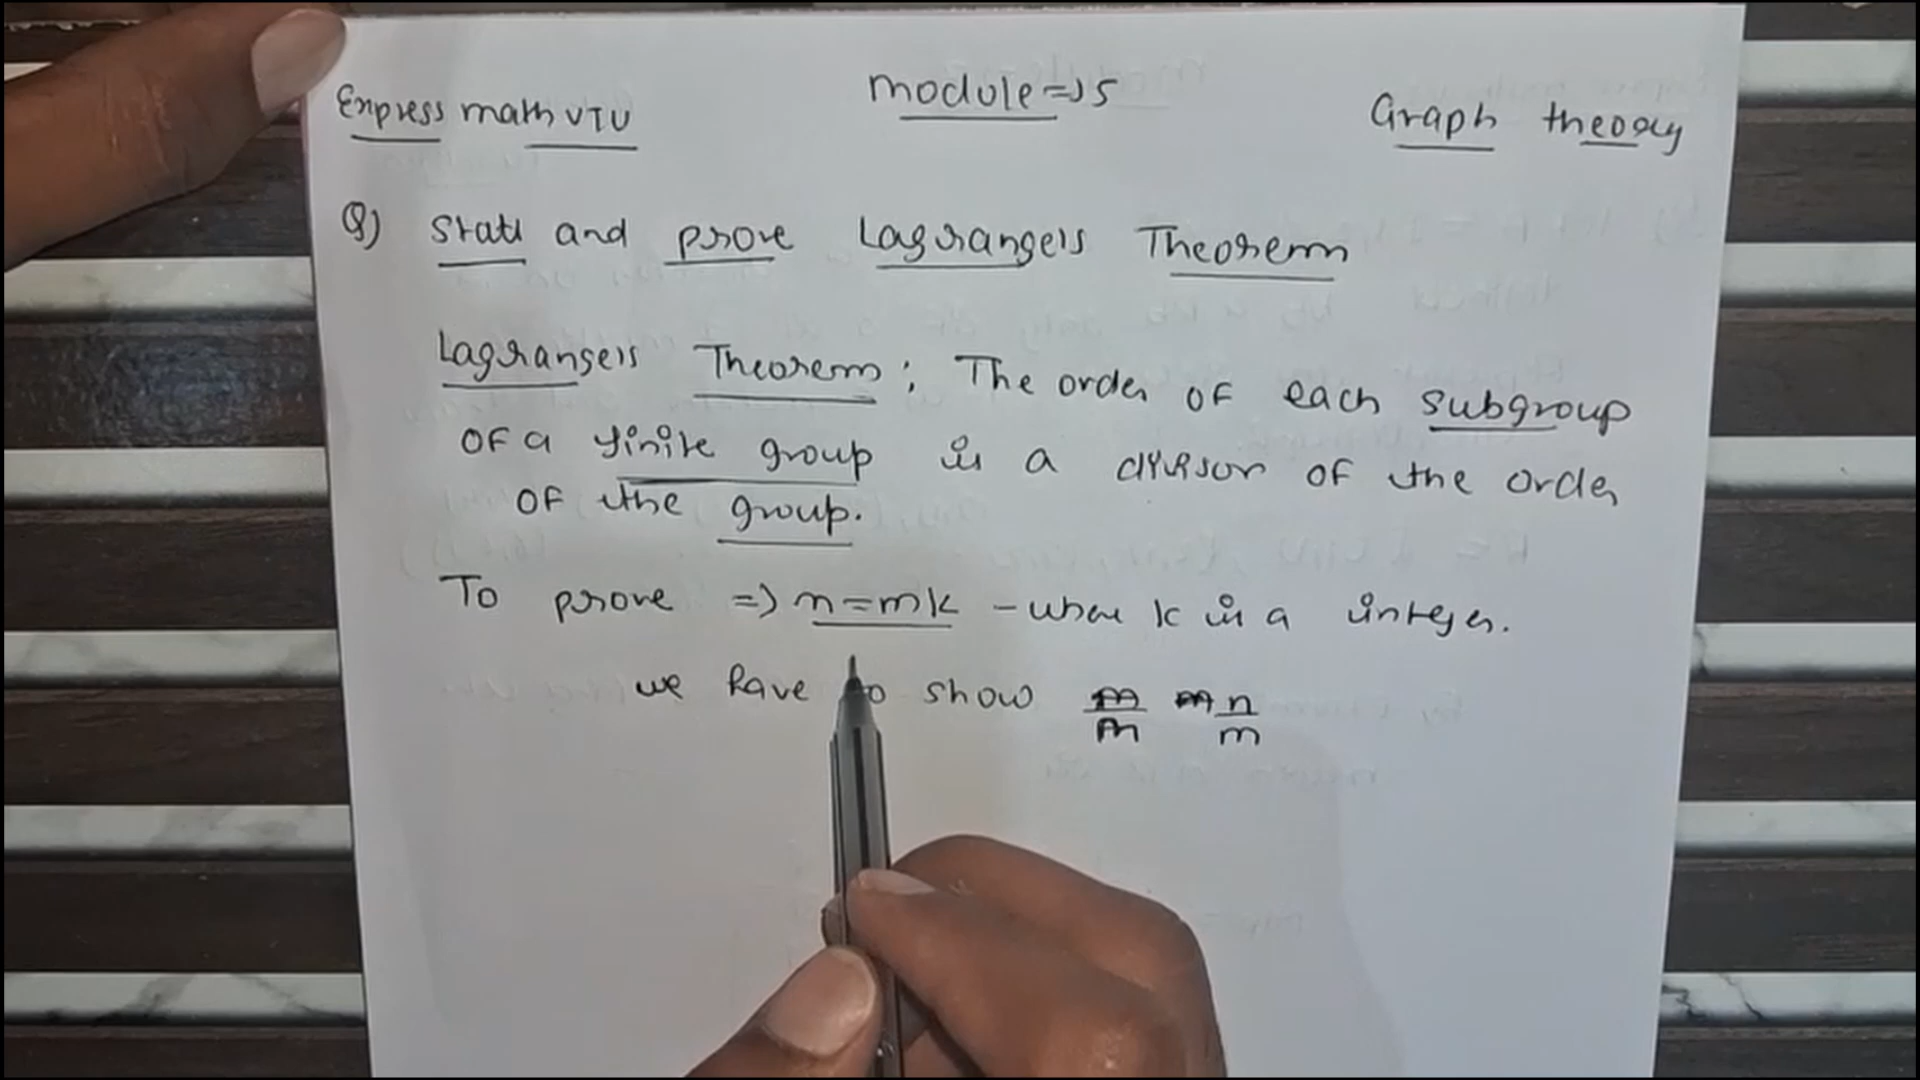 Express math VTU module=>5 Graph theory
Q) State and prove Lagrange's Theorem
Lagrange's Theorem: The order of each subgroup
of a finite group is a divisor of the order
of the group.
To prove => n=mk - where k is a integer.
we have to show n
m